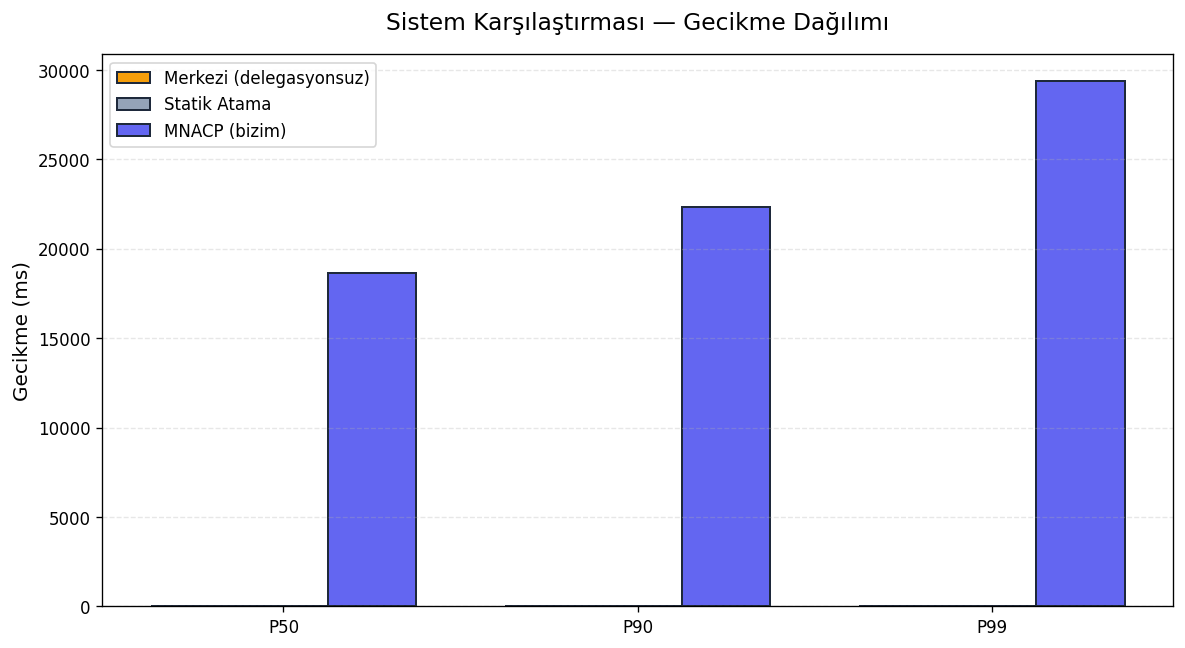 Sistem Karşılaştırması — Gecikme Dağılımı
Merkezi (delegasyonsuz)
Statik Atama
MNACP (bizim)
Gecikme (ms)
30000
25000
20000
15000
10000
5000
0
P50
P90
P99